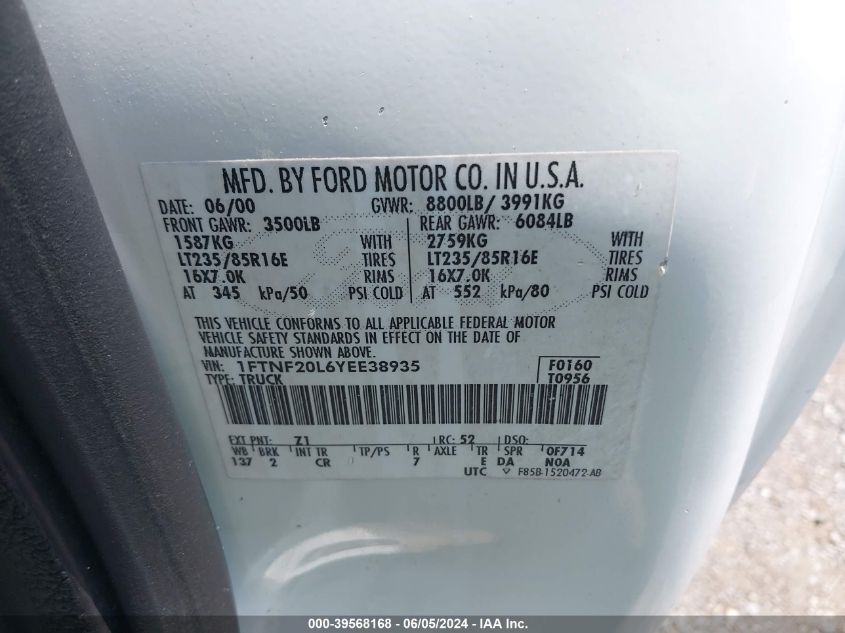 MFD. BY FORD MOTOR CO. IN U.S.A.
DATE: 06/00 GVWR: 8800LB/ 3991KG
FRONT GAWR: 3500LB REAR GAWR: 6084LB
1587KG WITH 2759KG WITH
LT235/85R16E TIRES LT235/85R16E TIRES
16X7.0K RIMS 16X7.0K RIMS
AT 345 kPa/50 PSI COLD AT 552 kPa/80 PSI COLD
THIS VEHICLE CONFORMS TO ALL APPLICABLE FEDERAL MOTOR
VEHICLE SAFETY STANDARDS IN EFFECT ON THE DATE OF
MANUFACTURE SHOWN ABOVE.
VIN: 1FTNF20L6YEE38935 F0160
TYPE: TRUCK T0956
EXT PNT: Z1 RC: 52 DSO:
WB BRK INT TR TP/PS R AXLE TR SPR 0F714
137 2 CR 7 E DA N0A
UTC F85B-1520472-AB
000-39568168 - 06/05/2024 - IAA Inc.